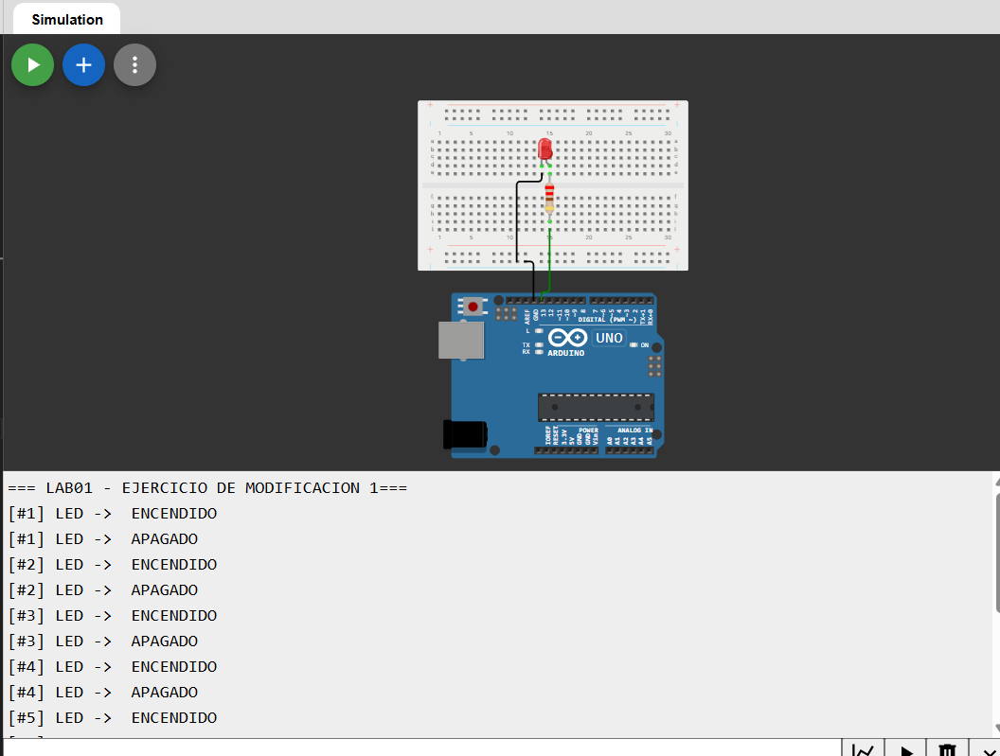 Simulation
1 5 10 15 20 25 30
a a
b b
c c
d d
e e
f f
g g
h h
i i
j j
1 5 10 15 20 25 30
AREF
GND
13
12
~11
~10
~9
8
7
~6
~5
4
~3
2
TX→1
RX←0
DIGITAL (PWM ~)
L
TX
RX
UNO
ON
ARDUINO
IOREF
RESET
3.3V
5V
GND
GND
Vin
POWER
ANALOG IN
A0
A1
A2
A3
A4
A5
=== LAB01 - EJERCICIO DE MODIFICACION 1===
[#1] LED ->  ENCENDIDO
[#1] LED ->  APAGADO
[#2] LED ->  ENCENDIDO
[#2] LED ->  APAGADO
[#3] LED ->  ENCENDIDO
[#3] LED ->  APAGADO
[#4] LED ->  ENCENDIDO
[#4] LED ->  APAGADO
[#5] LED ->  ENCENDIDO